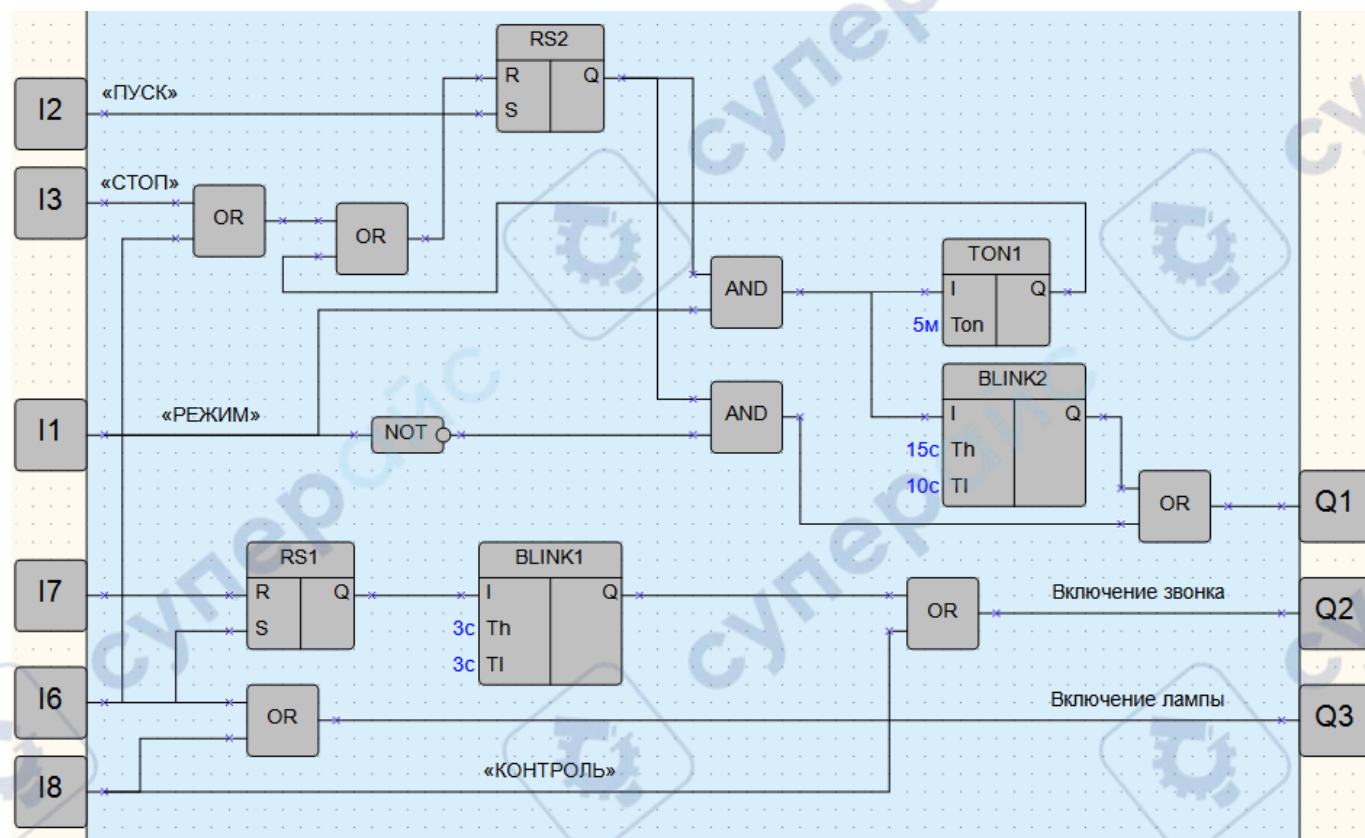 суперайс
RS2
R Q
S
I2 «ПУСК»
I3 «СТОП»
OR
OR
TON1
I Q
5м Ton
AND
BLINK2
I Q
15с Th
10с Tl
AND
I1 «РЕЖИМ»
NOT
OR
Q1
RS1
R Q
S
BLINK1
I Q
3с Th
3с Tl
I7
OR
Включение звонка
Q2
I6
OR
Включение лампы
Q3
I8
«КОНТРОЛЬ»